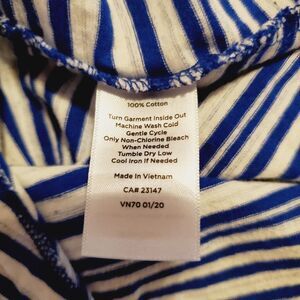 100% Cotton
Turn Garment Inside Out
Machine Wash Cold
Gentle Cycle
Only Non-Chlorine Bleach
When Needed
Tumble Dry Low
Cool Iron If Needed
Made In Vietnam
CA# 23147
VN70 01/20